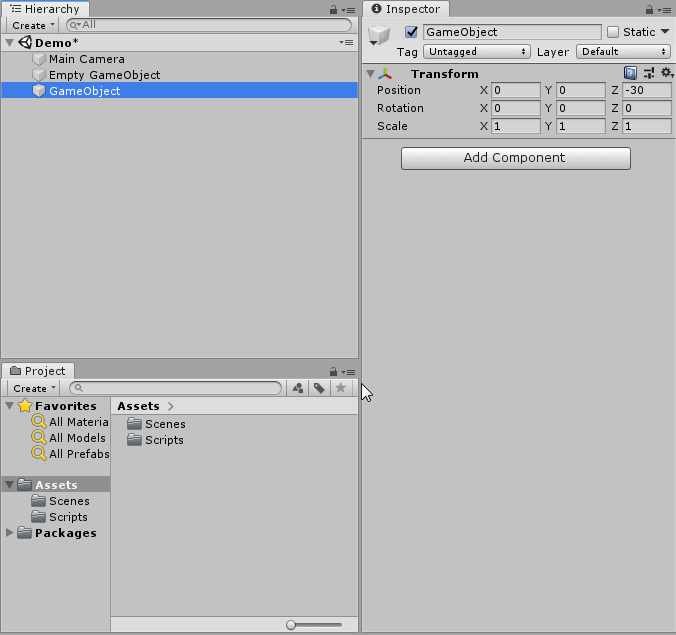 Hierarchy
Create
All
Demo*
Main Camera
Empty GameObject
GameObject
Project
Create
Favorites
All Materia
All Models
All Prefabs
Assets
Scenes
Scripts
Packages
Assets
Scenes
Scripts
Inspector
GameObject Static
Tag Untagged Layer Default
Transform
Position X 0 Y 0 Z -30
Rotation X 0 Y 0 Z 0
Scale X 1 Y 1 Z 1
Add Component